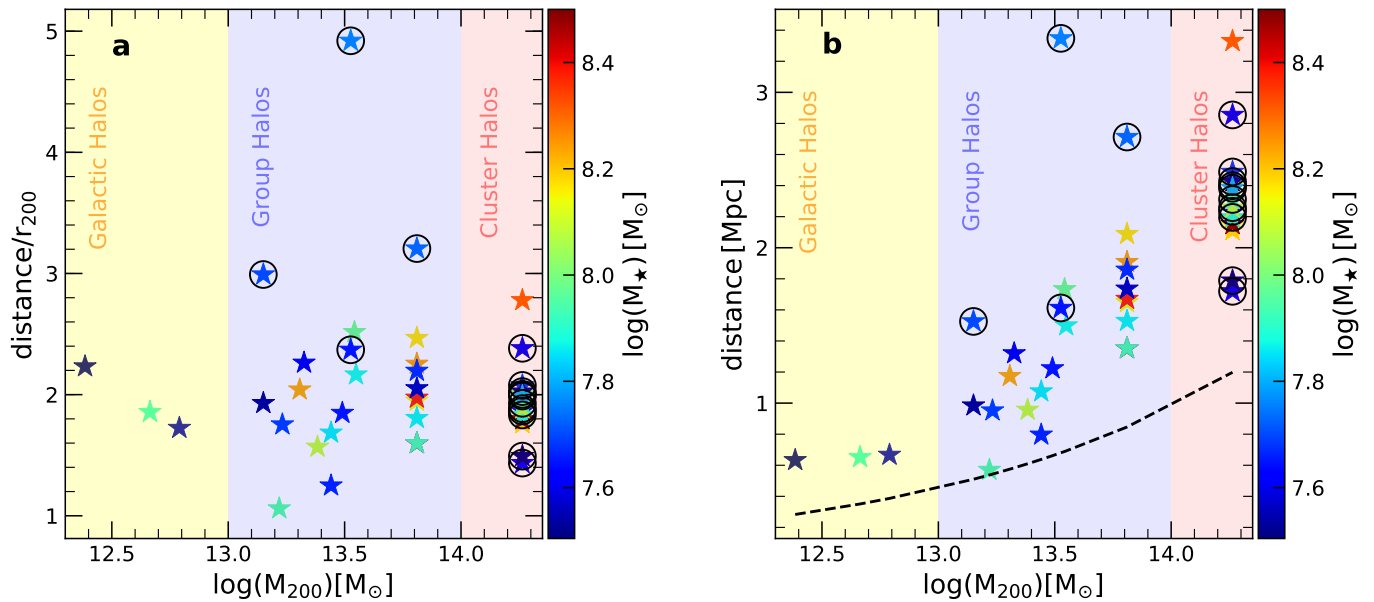 a
Galactic Halos
Group Halos
Cluster Halos
5
4
3
2
1
distance/r₂₀₀
12.5 13.0 13.5 14.0
log(M₂₀₀)[M⊙]
8.4
8.2
8.0
7.8
7.6
log(M★) [M⊙]
b
Galactic Halos
Group Halos
Cluster Halos
3
2
1
distance [Mpc]
12.5 13.0 13.5 14.0
log(M₂₀₀)[M⊙]
8.4
8.2
8.0
7.8
7.6
log(M★) [M⊙]